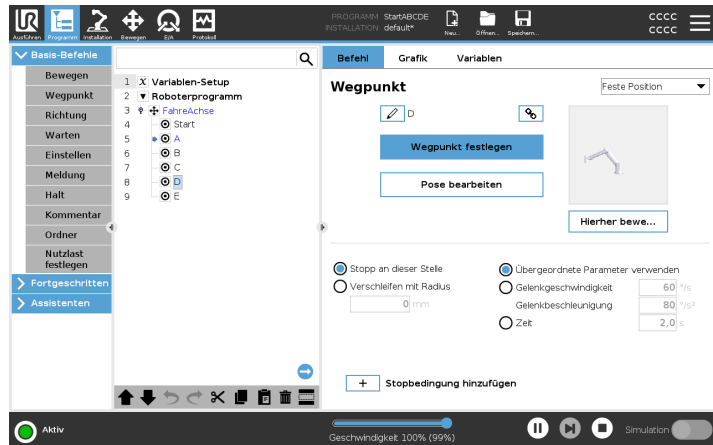 UR
Ausführen Programm Installation Bewegen E/A Protokoll
PROGRAMM StartABCDE
INSTALLATION default*
Neu... Öffnen... Speichern...
cccc
cccc
Basis-Befehle
Bewegen
Wegpunkt
Richtung
Warten
Einstellen
Meldung
Halt
Kommentar
Ordner
Nutzlast
festlegen
Fortgeschritten
Assistenten
1 X Variablen-Setup
2 Roboterprogramm
3 FahreAchse
4 Start
5 A
6 B
7 C
8 D
9 E
Befehl Grafik Variablen
Wegpunkt
Feste Position
D
Wegpunkt festlegen
Pose bearbeiten
Hierher bewe...
Stopp an dieser Stelle
Verschleifen mit Radius
0 mm
Übergeordnete Parameter verwenden
Gelenkgeschwindigkeit 60 °/s
Gelenkbeschleunigung 80 °/s²
Zeit 2,0 s
+ Stopbedingung hinzufügen
Aktiv
Geschwindigkeit 100% (99%)
Simulation